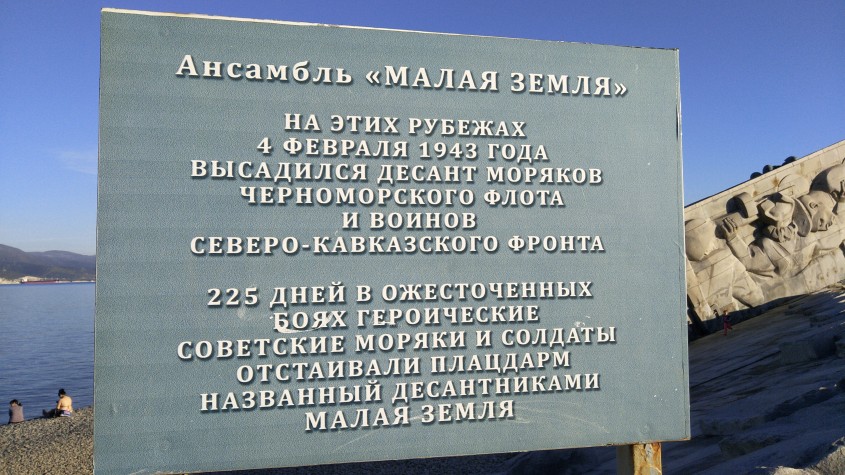 Ансамбль «МАЛАЯ ЗЕМЛЯ»
НА ЭТИХ РУБЕЖАХ
4 ФЕВРАЛЯ 1943 ГОДА
ВЫСАДИЛСЯ ДЕСАНТ МОРЯКОВ
ЧЕРНОМОРСКОГО ФЛОТА
И ВОИНОВ
СЕВЕРО-КАВКАЗСКОГО ФРОНТА
225 ДНЕЙ В ОЖЕСТОЧЕННЫХ
БОЯХ ГЕРОИЧЕСКИЕ
СОВЕТСКИЕ МОРЯКИ И СОЛДАТЫ
ОТСТАИВАЛИ ПЛАЦДАРМ
НАЗВАННЫЙ ДЕСАНТНИКАМИ
МАЛАЯ ЗЕМЛЯ